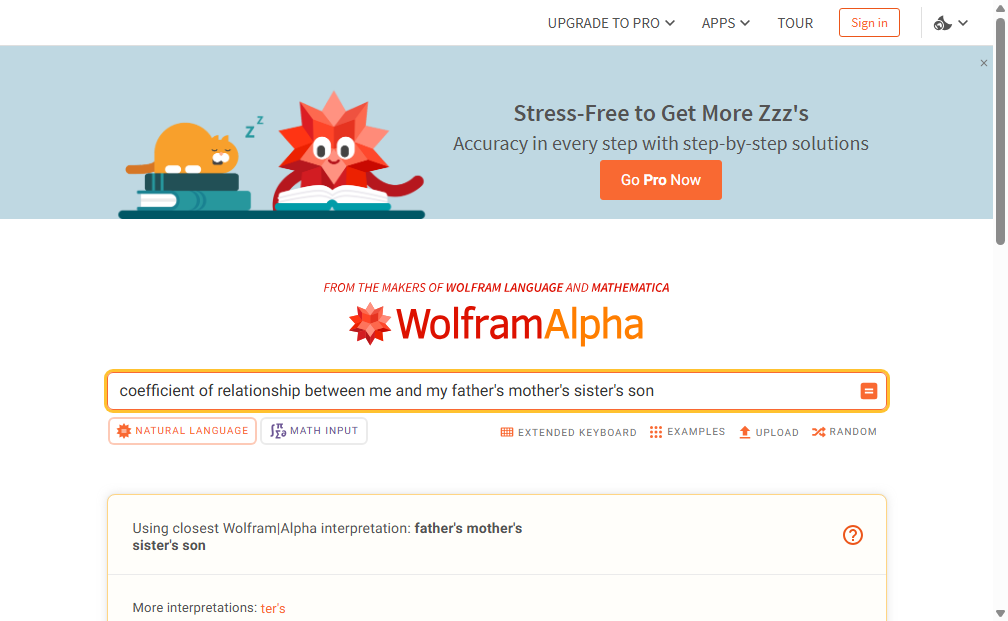 UPGRADE TO PRO APPS TOUR Sign in
×
z z
Stress-Free to Get More Zzz's
Accuracy in every step with step-by-step solutions
Go Pro Now
FROM THE MAKERS OF WOLFRAM LANGUAGE AND MATHEMATICA
WolframAlpha
coefficient of relationship between me and my father's mother's sister's son
NATURAL LANGUAGE MATH INPUT EXTENDED KEYBOARD EXAMPLES UPLOAD RANDOM
Using closest Wolfram|Alpha interpretation: father's mother's
sister's son
?
More interpretations: ter's